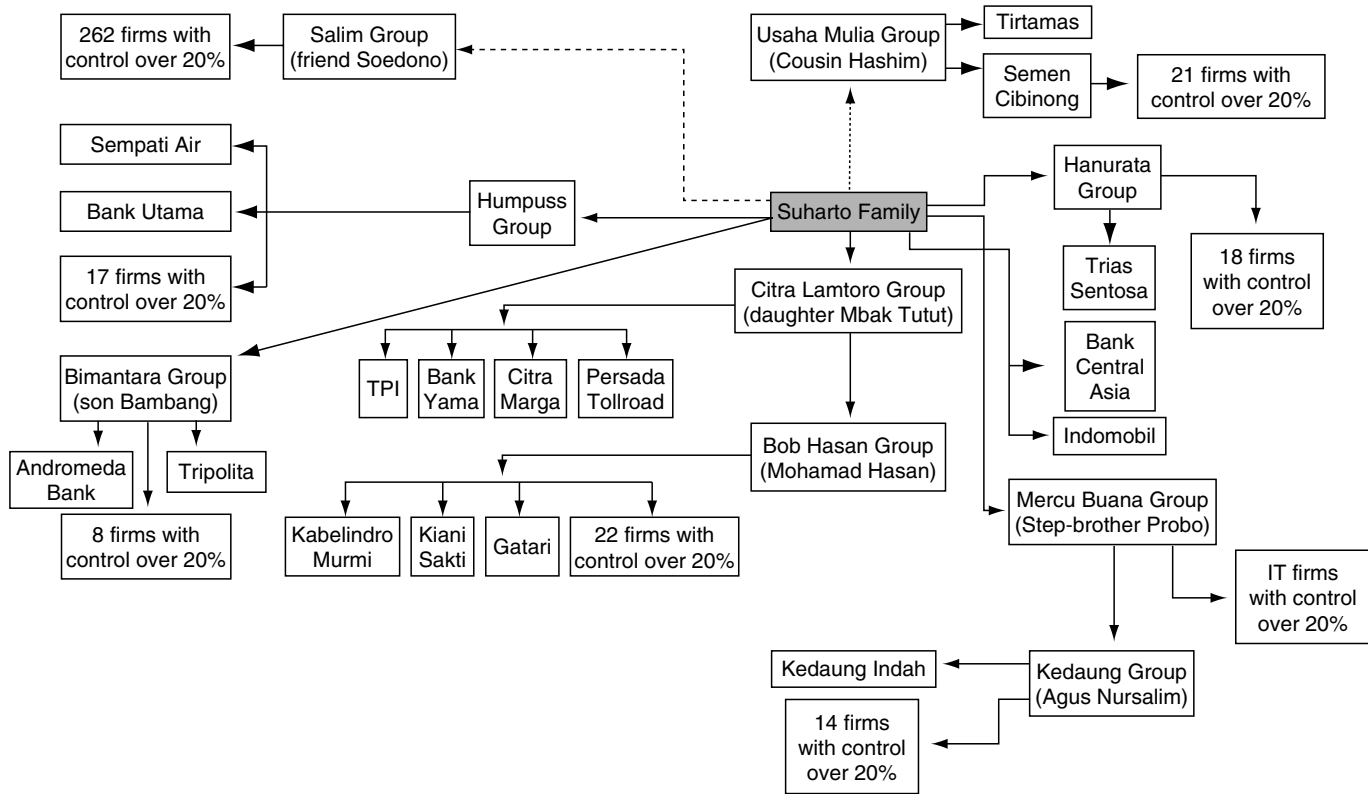 262 firms with
control over 20%
Salim Group
(friend Soedono)
Usaha Mulia Group
(Cousin Hashim)
Tirtamas
Semen
Cibinong
21 firms with
control over 20%
Sempati Air
Bank Utama
17 firms with
control over 20%
Humpuss
Group
Suharto Family
Hanurata
Group
Trias
Sentosa
18 firms
with control
over 20%
Citra Lamtoro Group
(daughter Mbak Tutut)
Bank
Central
Asia
Indomobil
TPI
Bank
Yama
Citra
Marga
Persada
Tollroad
Bimantara Group
(son Bambang)
Andromeda
Bank
Tripolita
8 firms with
control over 20%
Bob Hasan Group
(Mohamad Hasan)
Kabelindro
Murmi
Kiani
Sakti
Gatari
22 firms with
control over 20%
Mercu Buana Group
(Step-brother Probo)
IT firms
with control
over 20%
Kedaung Indah
Kedaung Group
(Agus Nursalim)
14 firms
with control
over 20%